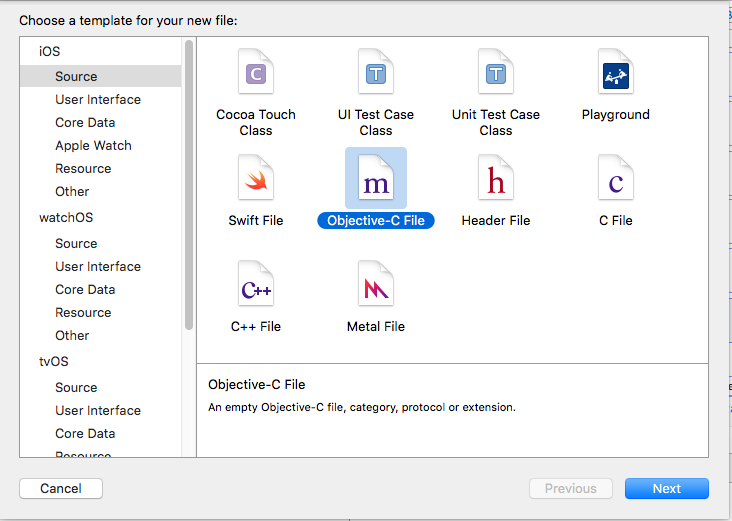 Choose a template for your new file:
iOS
Source
User Interface
Core Data
Apple Watch
Resource
Other
watchOS
Source
User Interface
Core Data
Resource
Other
tvOS
Source
User Interface
Core Data
Resource
C
Cocoa Touch
Class
T
UI Test Case
Class
T
Unit Test Case
Class
Playground
Swift File
m
Objective-C File
h
Header File
c
C File
C++
C++ File
Metal File
Objective-C File
An empty Objective-C file, category, protocol or extension.
Cancel
Previous
Next